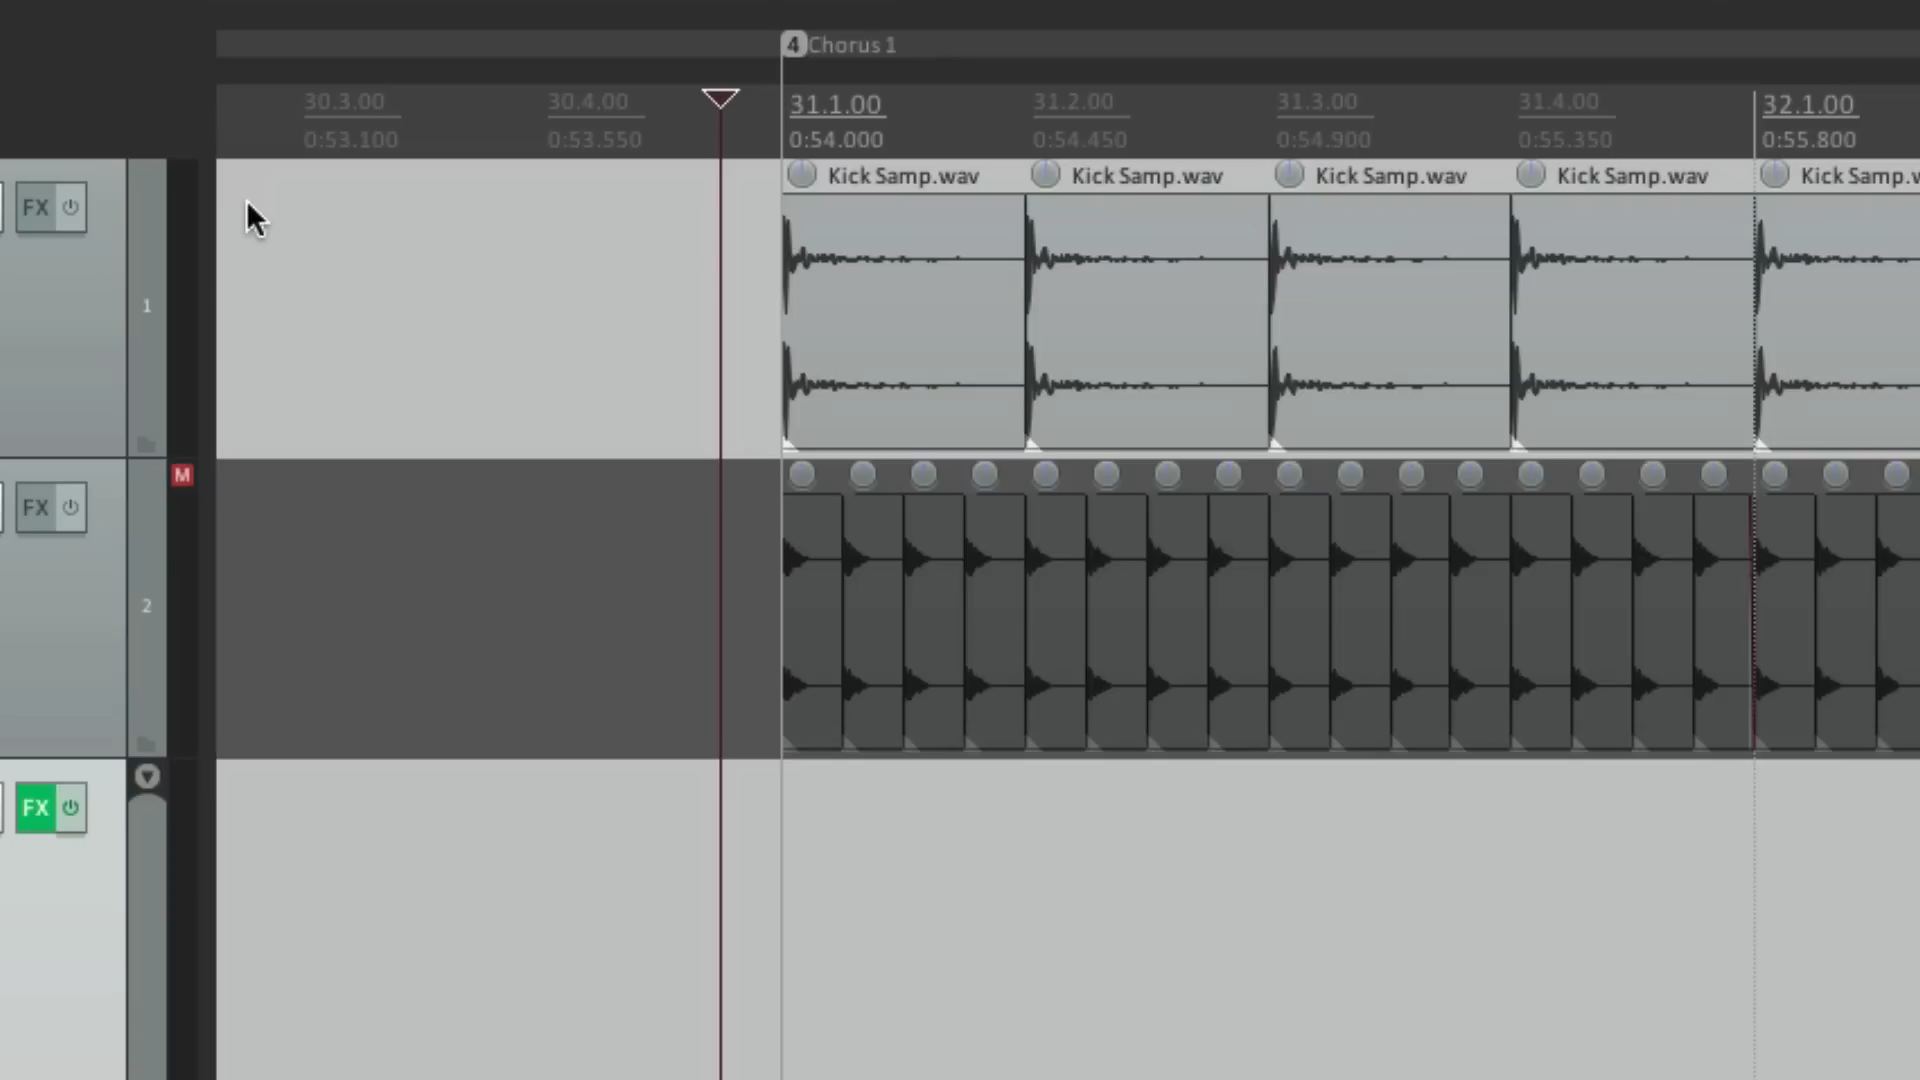 4 Chorus 1
30.3.00 30.4.00 31.1.00 31.2.00 31.3.00 31.4.00 32.1.00
0:53.100 0:53.550 0:54.000 0:54.450 0:54.900 0:55.350 0:55.800
Kick Samp.wav Kick Samp.wav Kick Samp.wav Kick Samp.wav Kick Samp.w
FX
1
M
FX
2
FX